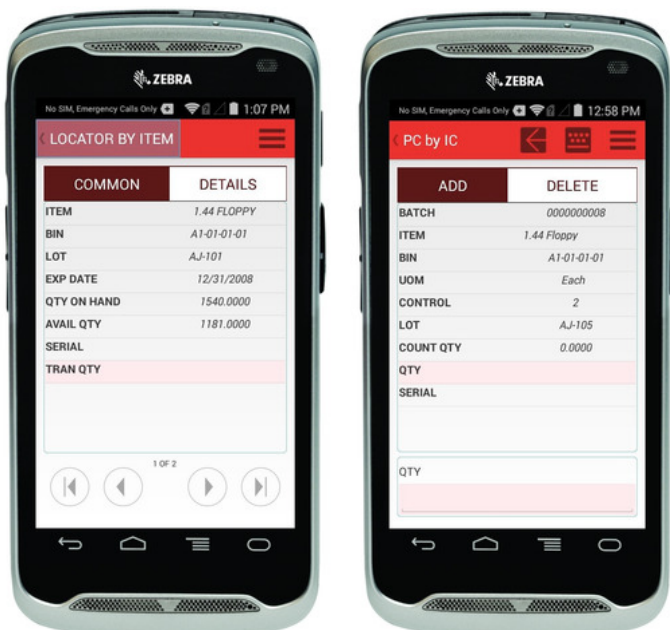 ZEBRA
No SIM, Emergency Calls Only 1:07 PM
LOCATOR BY ITEM
COMMON DETAILS
ITEM 1.44 FLOPPY
BIN A1-01-01-01
LOT AJ-101
EXP DATE 12/31/2008
QTY ON HAND 1540.0000
AVAIL QTY 1181.0000
SERIAL
TRAN QTY
1 OF 2
ZEBRA
No SIM, Emergency Calls Only 12:58 PM
PC by IC
ADD DELETE
BATCH 0000000008
ITEM 1.44 Floppy
BIN A1-01-01-01
UOM Each
CONTROL 2
LOT AJ-105
COUNT QTY 0.0000
QTY
SERIAL
QTY